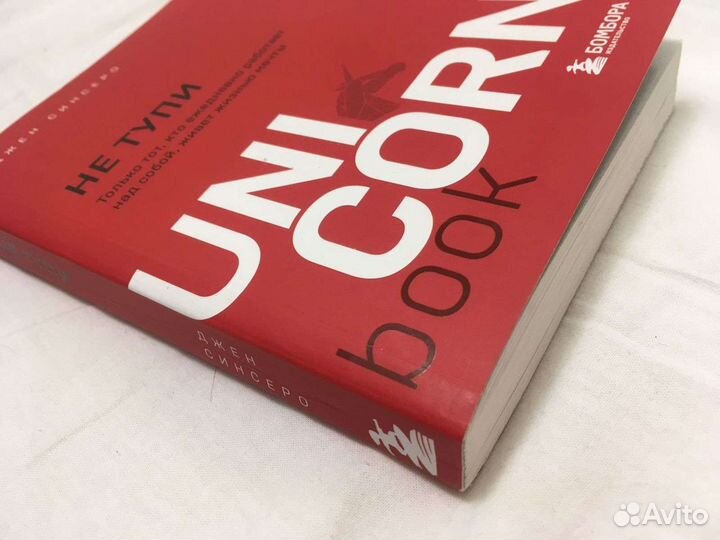 ДЖЕН СИНСЕРО
НЕ ТУПИ
только тот, кто ежедневно работает
над собой, живет жизнью мечты
UNI
CORN
book
БОМБОРА
ИЗДАТЕЛЬСТВО
ДЖЕН
СИНСЕРО
Avito